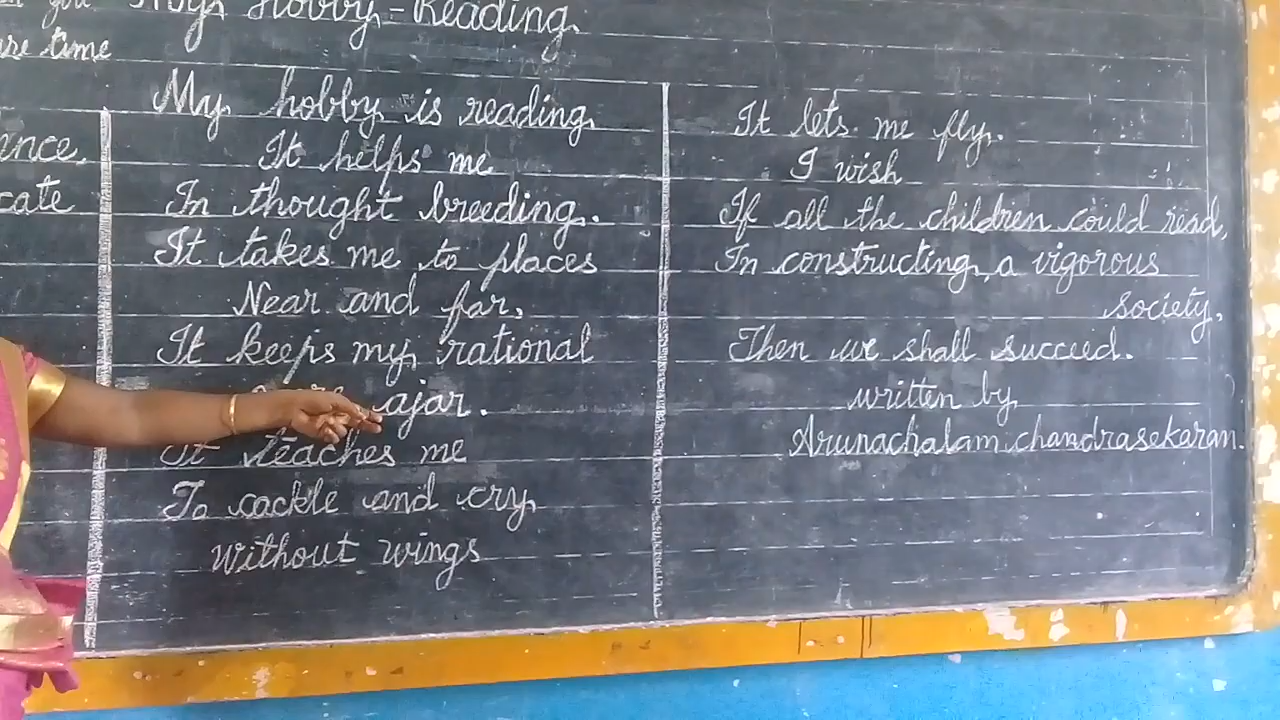 My Hobby - Reading
re time
ence.
cate
My hobby is reading,
It helps me
In thought breeding.
It takes me to places
Near and far,
It keeps my rational
ajar.
It teaches me
To cackle and cry,
without wings
It lets me fly.
I wish
If all the children could read,
In constructing a vigorous
society,
Then we shall succeed.
written by
Arunachalam chandrasekaran.